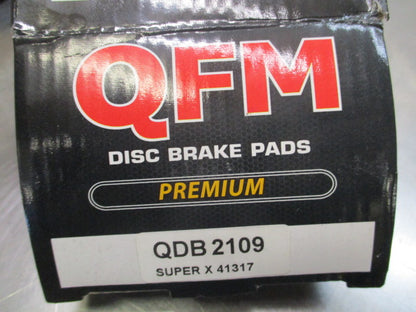 QFM
DISC BRAKE PADS
PREMIUM
QDB 2109
SUPER X 41317